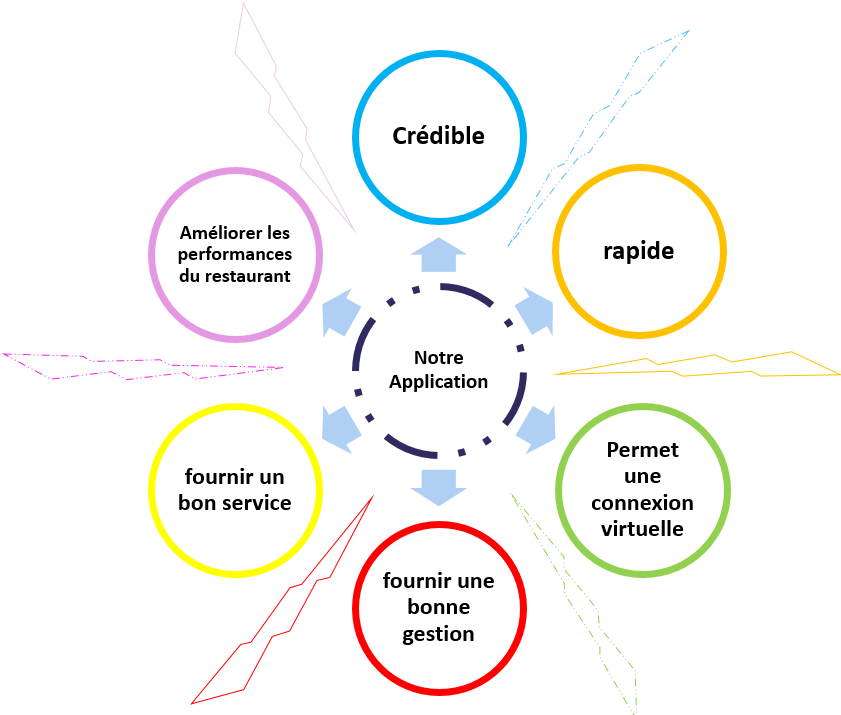 Crédible
rapide
Permet
une
connexion
virtuelle
fournir une
bonne
gestion
fournir un
bon service
Améliorer les
performances
du restaurant
Notre
Application